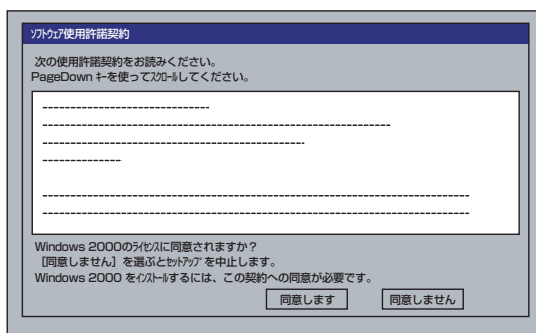 ソフトウェア使用許諾契約
次の使用許諾契約をお読みください。
PageDown キーを使ってスクロールしてください。
Windows 2000のライセンスに同意されますか？
［同意しません］を選ぶとセットアップを中止します。
Windows 2000 をインストールするには、この契約への同意が必要です。
同意します 同意しません